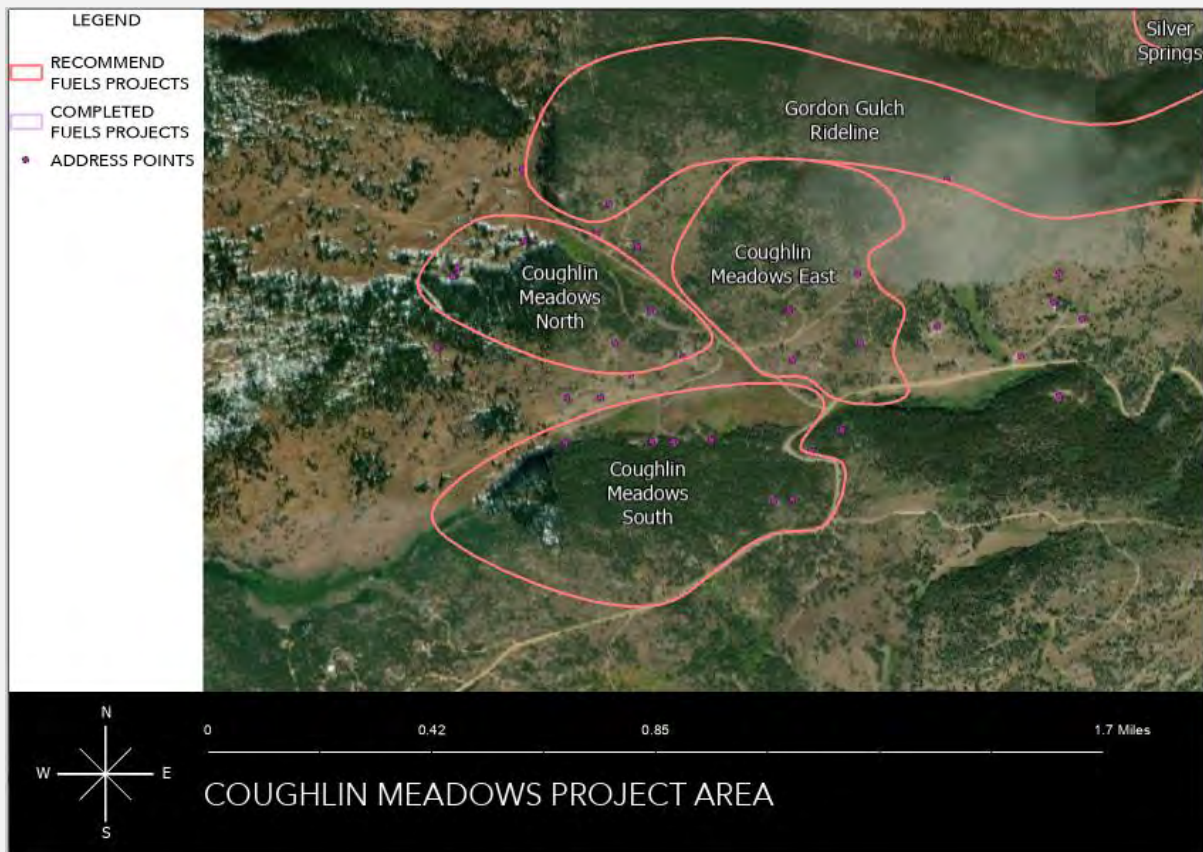 LEGEND
RECOMMEND
FUELS PROJECTS
COMPLETED
FUELS PROJECTS
ADDRESS POINTS
Silver
Springs
Gordon Gulch
Rideline
Coughlin
Meadows East
Coughlin
Meadows
North
Coughlin
Meadows
South
N
W E
S
0 0.42 0.85 1.7 Miles
COUGHLIN MEADOWS PROJECT AREA